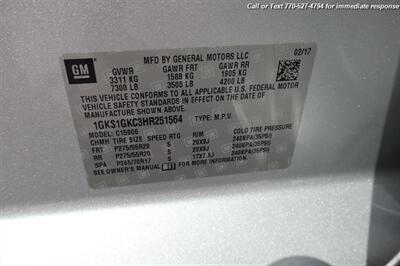 Call or Text 770-527-4794 for immediate response
GM
MFD BY GENERAL MOTORS LLC 02/17
GVWR GAWR FRT GAWR RR
3311 KG 1588 KG 1905 KG
7300 LB 3500 LB 4200 LB
THIS VEHICLE CONFORMS TO ALL APPLICABLE U.S. FEDERAL MOTOR
VEHICLE SAFETY STANDARDS IN EFFECT ON THE DATE OF
MANUFACTURE SHOWN ABOVE.
1GKS1GKC3HR251564 TYPE: M.P.V.
MODEL: C15906
TIRE SIZE SPEED RTG RIM COLD TIRE PRESSURE
FRT P275/55R20 S 20X9J 240KPA(35PSI)
RR P275/55R20 S 20X9J 240KPA(35PSI)
SPA P265/70R17 S 17X7.5J 240KPA(35PSI)
SEE OWNER'S MANUAL FOR MORE INFORMATION.